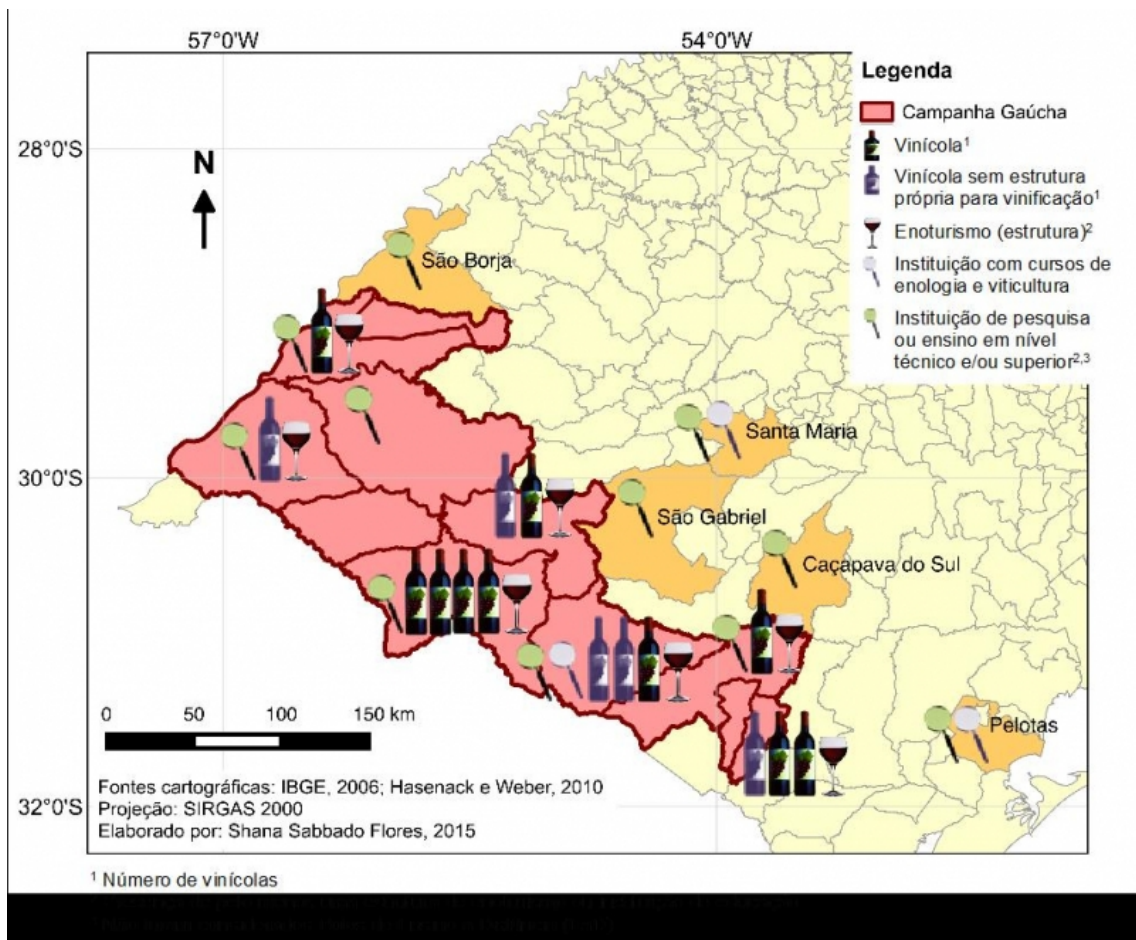 57°0'W
54°0'W
Legenda
Campanha Gaúcha
28°0'S
Vinícola¹
N
Vinícola sem estrutura
própria para vinificação¹
Enoturismo (estrutura)²
São Borja
Instituição com cursos de
enologia e viticultura
Instituição de pesquisa
ou ensino em nível
técnico e/ou superior²,³
Santa Maria
30°0'S
São Gabriel
Caçapava do Sul
0 50 100 150 km
Pelotas
Fontes cartográficas: IBGE, 2006; Hasenack e Weber, 2010
Projeção: SIRGAS 2000
32°0'S
Elaborado por: Shana Sabbado Flores, 2015
¹ Número de vinícolas